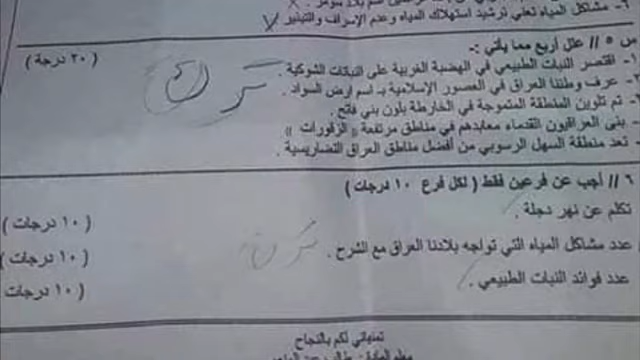 ٦- مشاكل المياه تعني ترشيد استهلاك المياه وعدم الإسراف والتبذير . X
س ٥ // علل أربع مما يأتي :- ( ٢٠ درجة )
١- اقتصر النبات الطبيعي في الهضبة الغربية على النباتات الشوكية .
- عرف وطننا العراق في العصور الإسلامية بـ اسم ارض السواد .
- تم تلوين المنطقة المتموجة في الخارطة بلون بني فاتح .
- بنى العراقيون القدماء معابدهم في مناطق مرتفعة (( الزقورات ))
- تعد منطقة السهل الرسوبي من أفضل مناطق العراق التضاريسية .
ترك
٦ // أجب عن فرعين فقط ( لكل فرع ١٠ درجات )
تكلم عن نهر دجلة . ( ١٠ درجات )
عدد مشاكل المياه التي تواجه بلادنا العراق مع الشرح . ( ١٠ درجات )
عدد فوائد النبات الطبيعي . ( ١٠ درجات
تمنياتي لكم بالنجاح